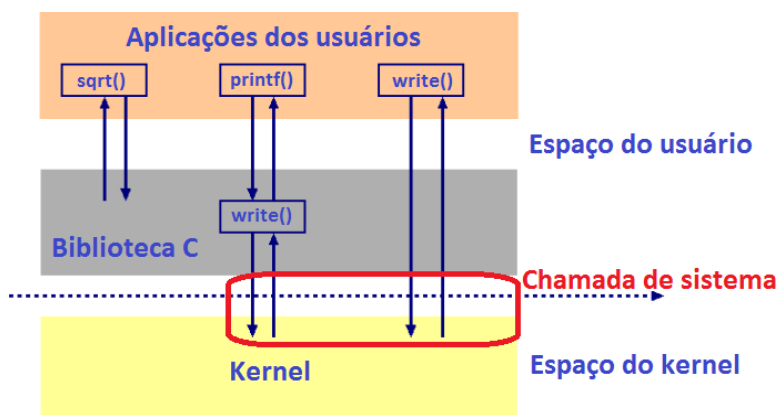 Aplicações dos usuários
sqrt()
printf()
write()
Espaço do usuário
write()
Biblioteca C
Chamada de sistema
Kernel
Espaço do kernel